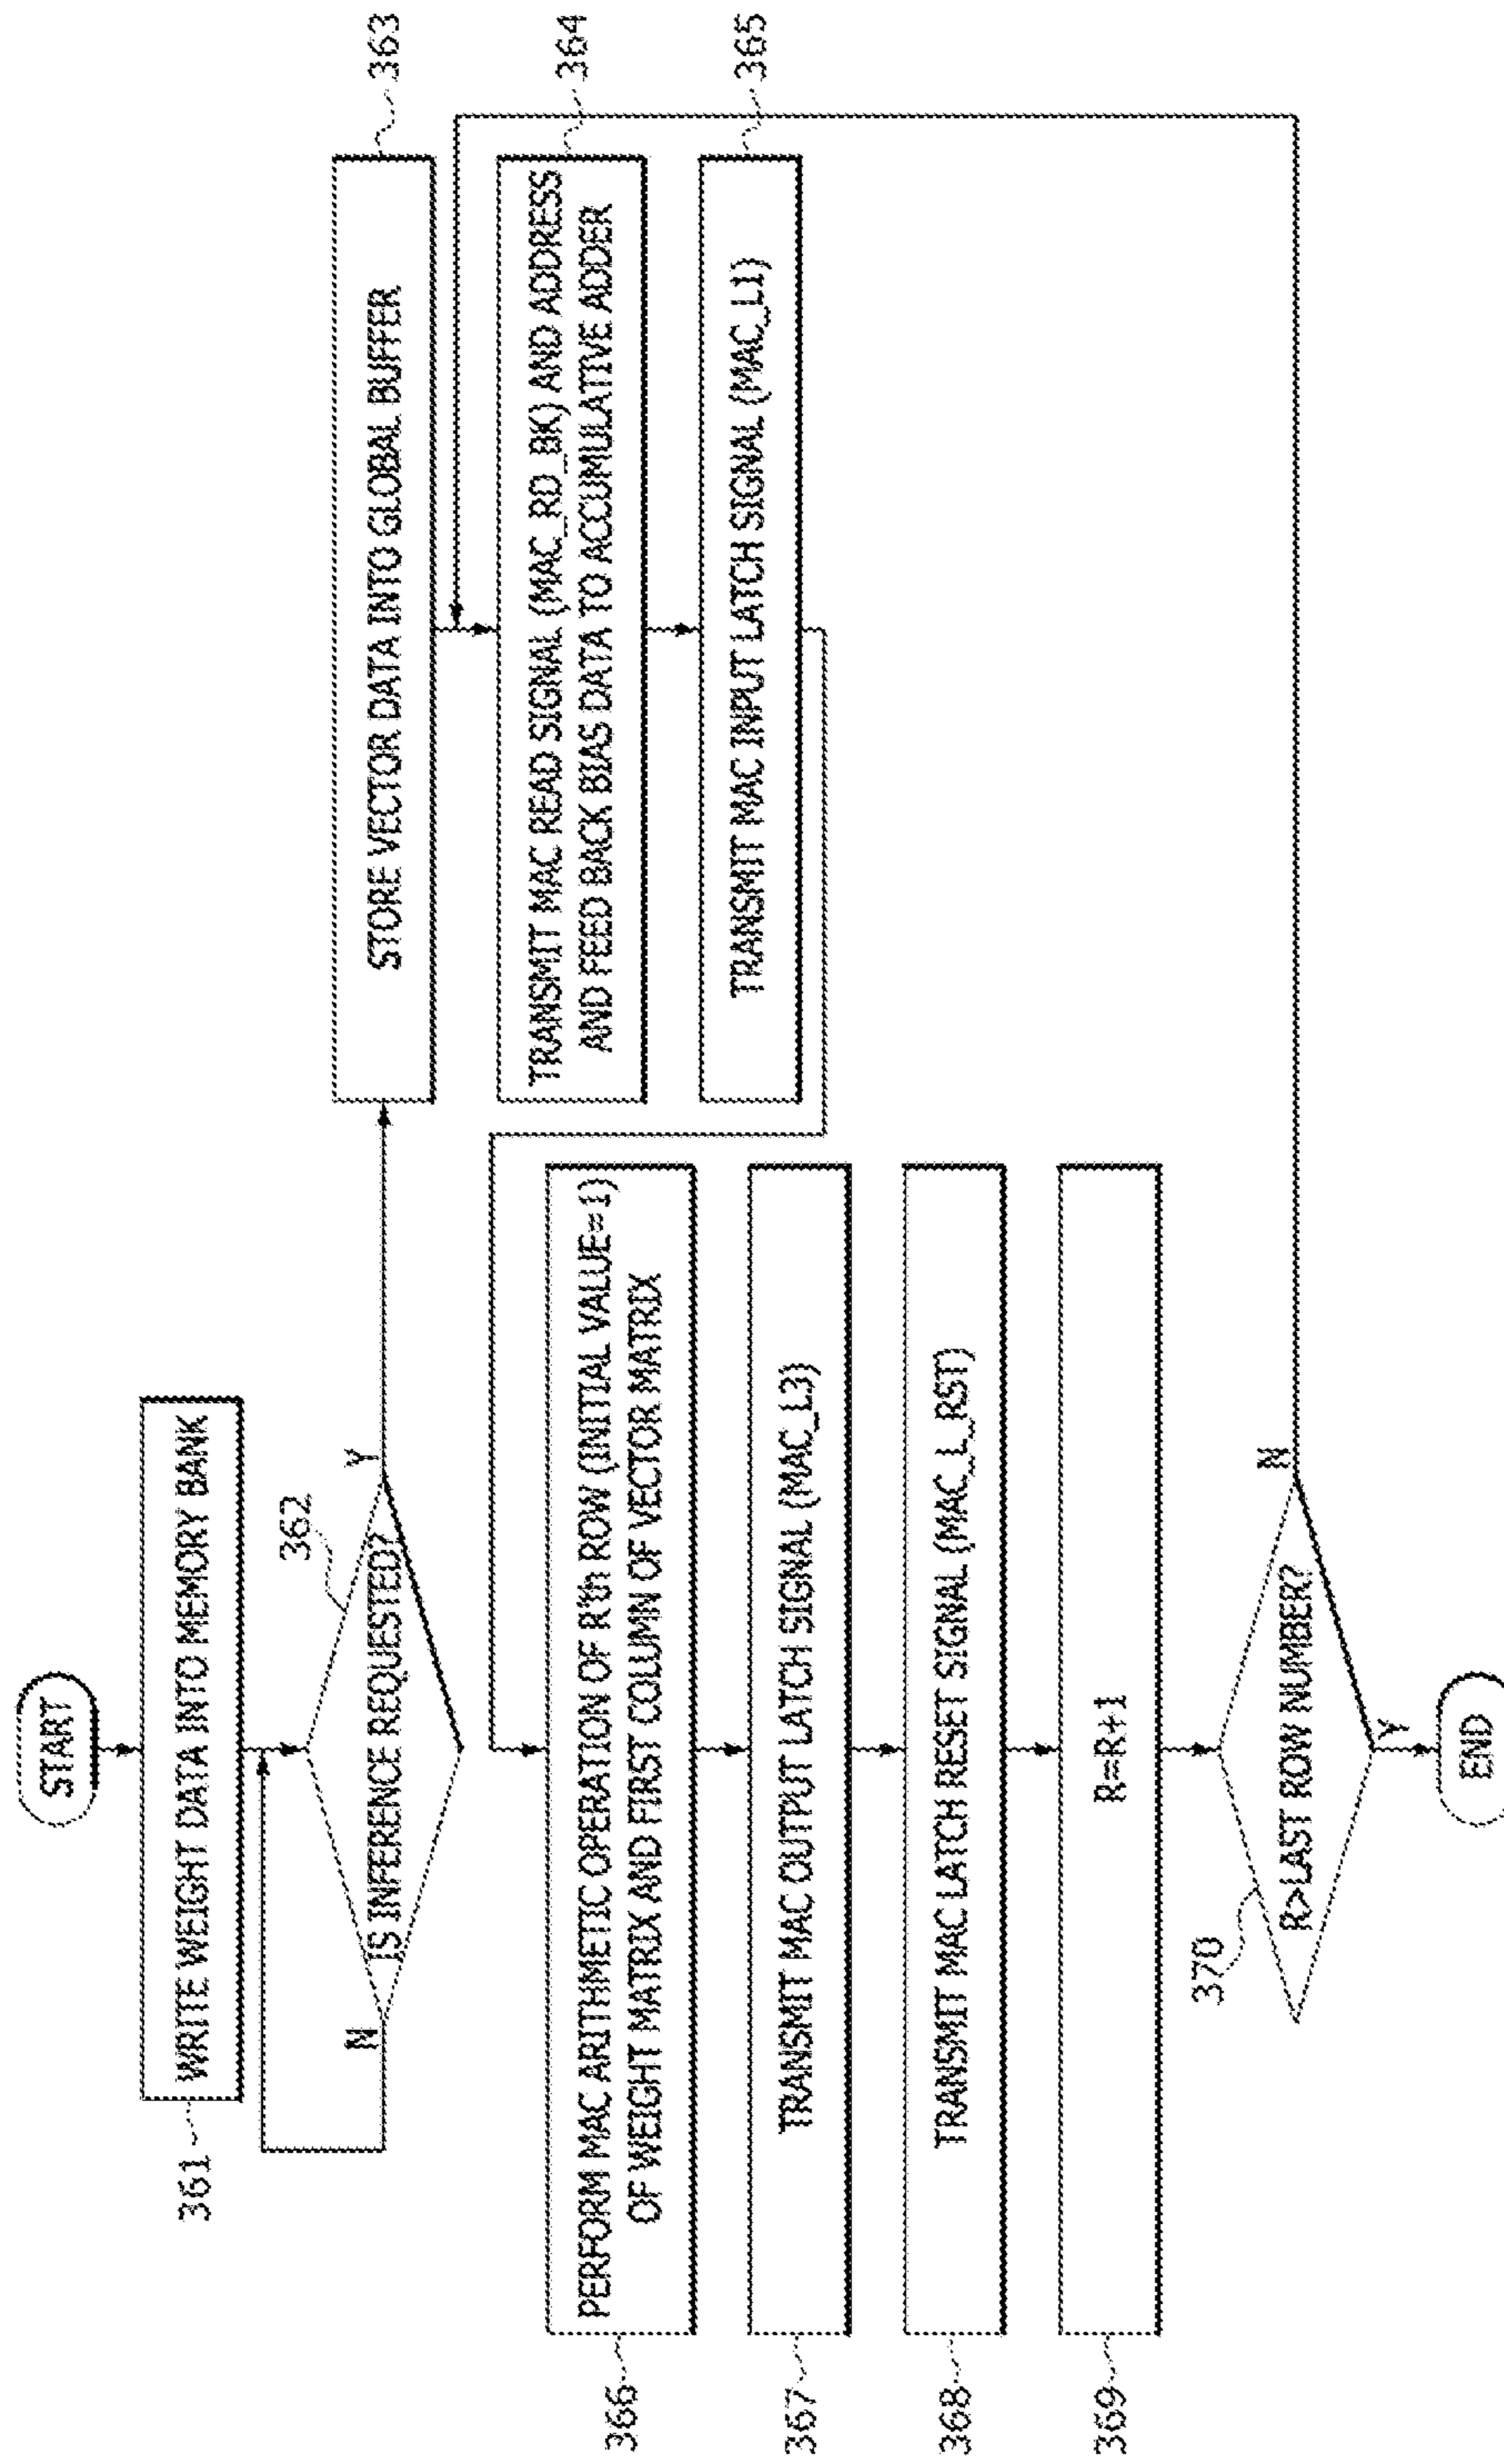 START
361
WRITE WEIGHT DATA INTO MEMORY BANK
362
IS INFERENCE REQUESTED?
N
Y
363
STORE VECTOR DATA INTO GLOBAL BUFFER
364
TRANSMIT MAC READ SIGNAL (MAC_RD_BK) AND ADDRESS
AND FEED BACK BIAS DATA TO ACCUMULATIVE ADDER
365
TRANSMIT MAC INPUT LATCH SIGNAL (MAC_L1)
366
PERFORM MAC ARITHMETIC OPERATION OF R'th ROW (INITIAL VALUE=1)
OF WEIGHT MATRIX AND FIRST COLUMN OF VECTOR MATRIX
367
TRANSMIT MAC OUTPUT LATCH SIGNAL (MAC_L3)
368
TRANSMIT MAC LATCH RESET SIGNAL (MAC_L_RST)
369
R=R+1
370
R>LAST ROW NUMBER?
N
Y
END